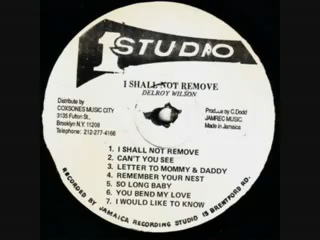 1 STUDIO
I SHALL NOT REMOVE
DELROY WILSON
Distribute by
COXSONES MUSIC CITY
3135 Fulton St.,
Brooklyn N.Y. 11208
Telephone: 212-277-4166
Produce by C. Dodd
JAMREC MUSIC.
Made in Jamaica
1. I SHALL NOT REMOVE
2. CAN'T YOU SEE
3. LETTER TO MOMMY & DADDY
4. REMEMBER YOUR NEST
5. SO LONG BABY
6. YOU BEND MY LOVE
7. I WOULD LIKE TO KNOW
RECORDED BY JAMAICA RECORDING STUDIO 13 BRENTFORD RD.